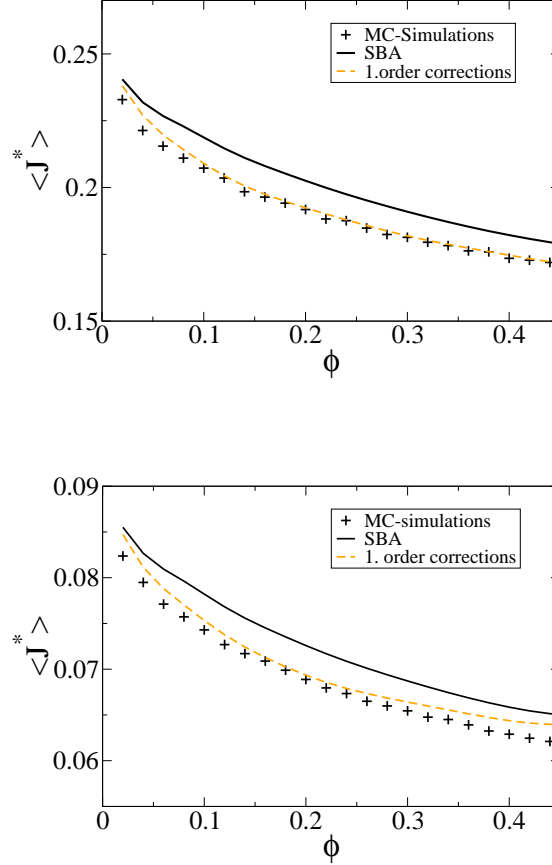 MC-Simulations
SBA
1.order corrections
0.25
0.2
0.15
<J*>
0 0.1 0.2 0.3 0.4
ϕ
MC-simulations
SBA
1. order corrections
0.09
0.08
0.07
0.06
<J*>
0 0.1 0.2 0.3 0.4
ϕ